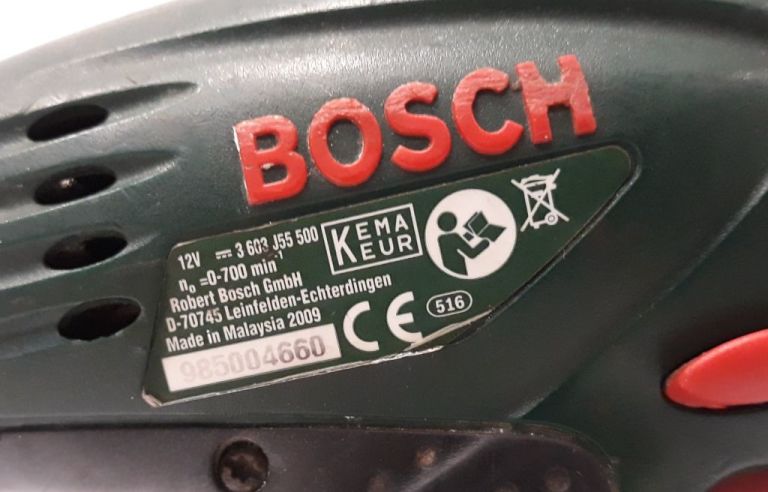 BOSCH
12V ⎓ 3 603 J55 500
n₀ =0-700 min⁻¹
Robert Bosch GmbH
D-70745 Leinfelden-Echterdingen
Made in Malaysia 2009
985004660
KEMA
KEUR
CE
516